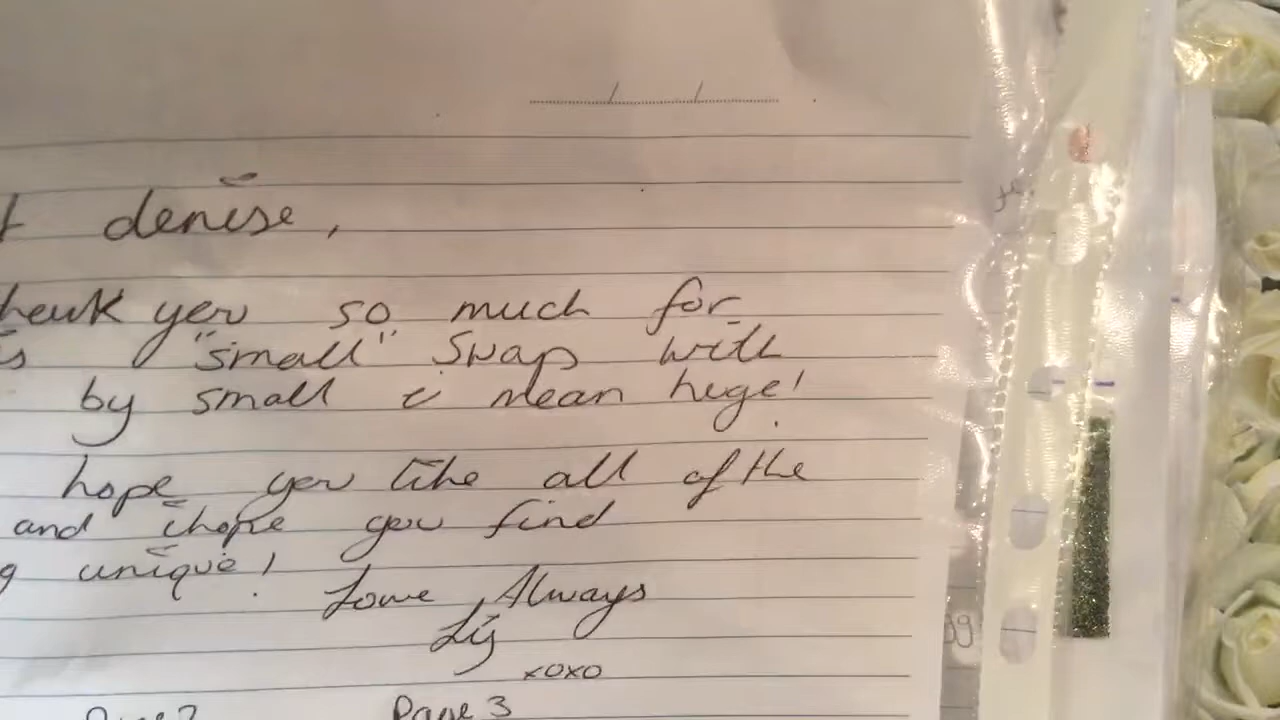 denise,
you so much for
"small" Swap with
by small i mean huge!
hope you like all of the
and i hope you find
unique!
Love Always
Liz
xoxo
Page 3